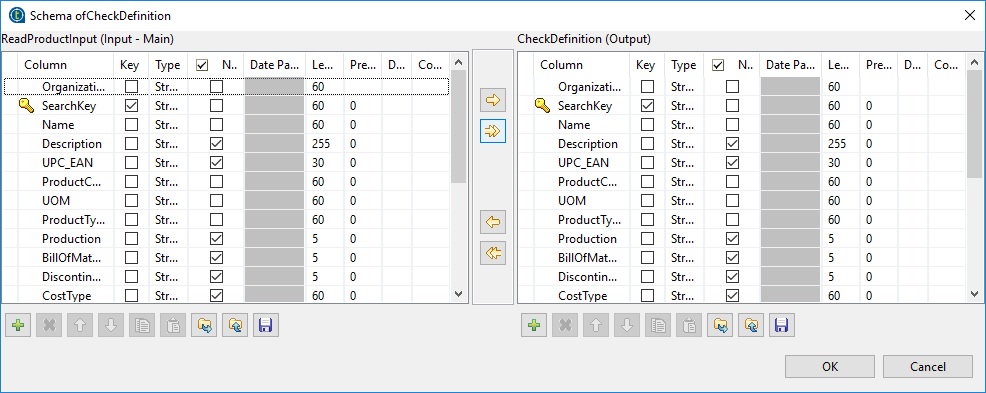 Schema ofCheckDefinition
ReadProductInput (Input - Main)
Column Key Type N.. Date Pa... Le... Pre... D... Co...
Organizati... Str... 60
SearchKey Str... 60 0
Name Str... 60 0
Description Str... 255 0
UPC_EAN Str... 30 0
ProductC... Str... 60 0
UOM Str... 60 0
ProductTy... Str... 60 0
Production Str... 5 0
BillOfMat... Str... 5 0
Discontin... Str... 5 0
CostType Str... 60 0
CheckDefinition (Output)
Column Key Type N.. Date Pa... Le... Pre... D... Co...
Organizati... Str... 60
SearchKey Str... 60 0
Name Str... 60 0
Description Str... 255 0
UPC_EAN Str... 30 0
ProductC... Str... 60 0
UOM Str... 60 0
ProductTy... Str... 60 0
Production Str... 5 0
BillOfMat... Str... 5 0
Discontin... Str... 5 0
CostType Str... 60 0
OK
Cancel